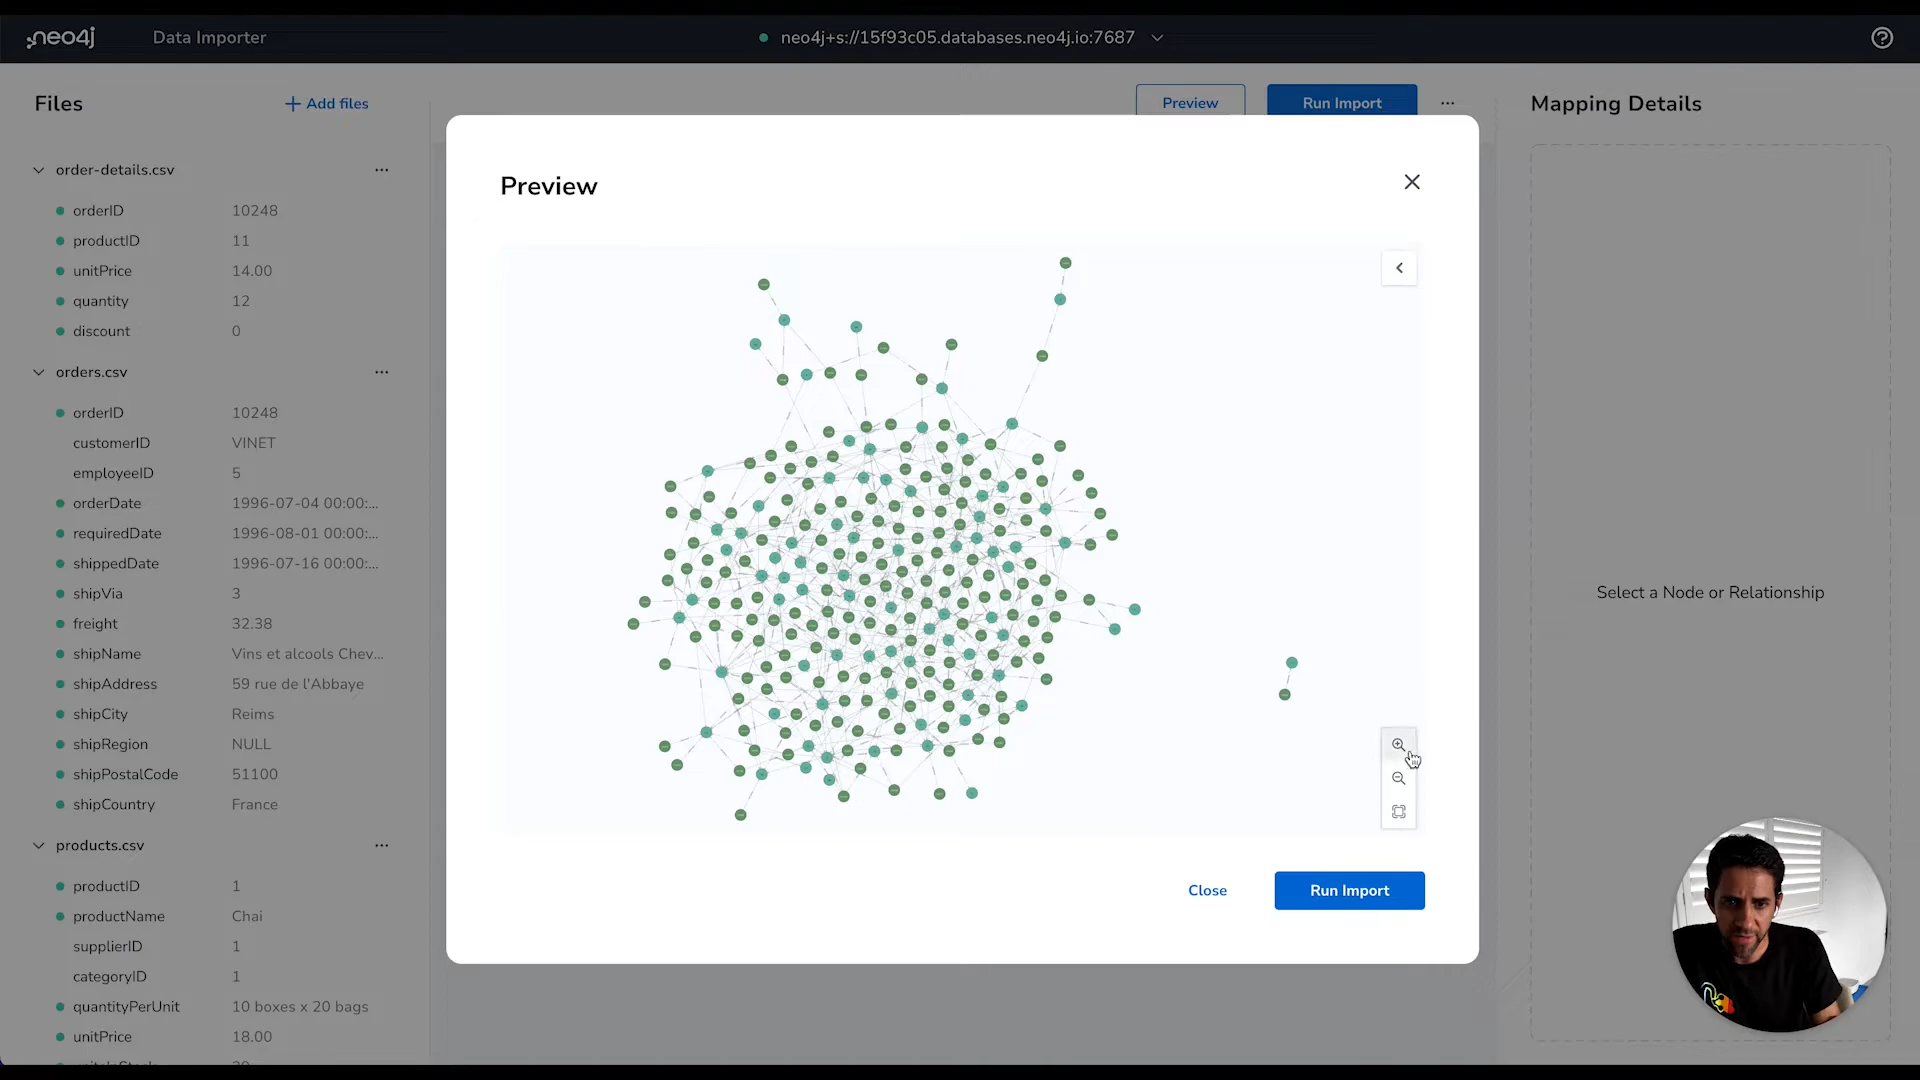 neo4j
Data Importer
neo4j+s://15f93c05.databases.neo4j.io:7687
Files
Add files
Preview
Run Import
Mapping Details
order-details.csv
orderID 10248
productID 11
unitPrice 14.00
quantity 12
discount 0
orders.csv
orderID 10248
customerID VINET
employeeID 5
orderDate 1996-07-04 00:00:...
requiredDate 1996-08-01 00:00:...
shippedDate 1996-07-16 00:00:...
shipVia 3
freight 32.38
shipName Vins et alcools Chev...
shipAddress 59 rue de l'Abbaye
shipCity Reims
shipRegion NULL
shipPostalCode 51100
shipCountry France
products.csv
productID 1
productName Chai
supplierID 1
categoryID 1
quantityPerUnit 10 boxes x 20 bags
unitPrice 18.00
Preview
Close
Run Import
Select a Node or Relationship